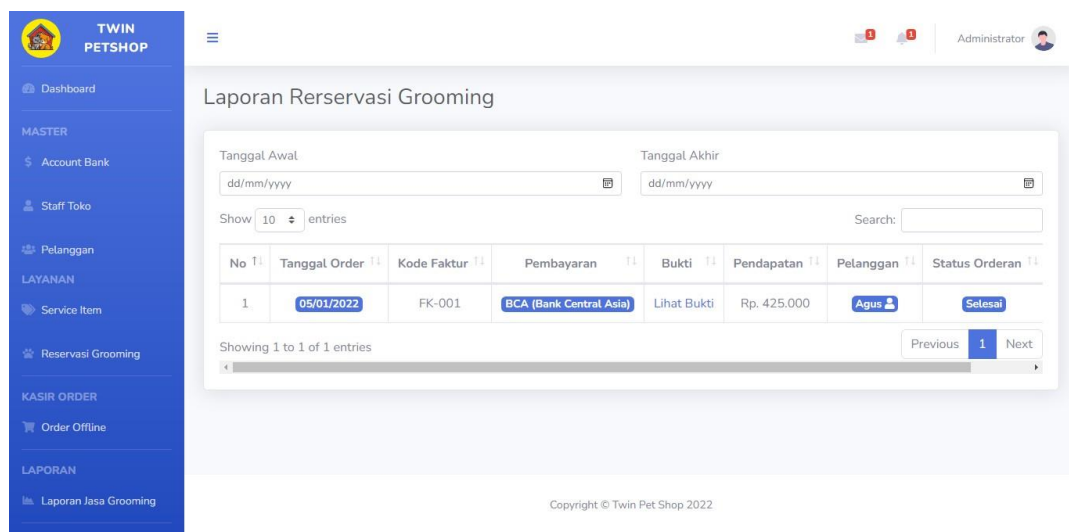 TWIN
PETSHOP
1
1
Administrator
Dashboard
MASTER
Account Bank
Staff Toko
Pelanggan
LAYANAN
Service Item
Reservasi Grooming
KASIR ORDER
Order Offline
LAPORAN
Laporan Jasa Grooming
Laporan Rerservasi Grooming
Tanggal Awal
Tanggal Akhir
dd/mm/yyyy
dd/mm/yyyy
Show 10 entries
Search:
No Tanggal Order Kode Faktur Pembayaran Bukti Pendapatan Pelanggan Status Orderan
1 05/01/2022 FK-001 BCA (Bank Central Asia) Lihat Bukti Rp. 425.000 Agus Selesai
Showing 1 to 1 of 1 entries
Previous 1 Next
Copyright © Twin Pet Shop 2022